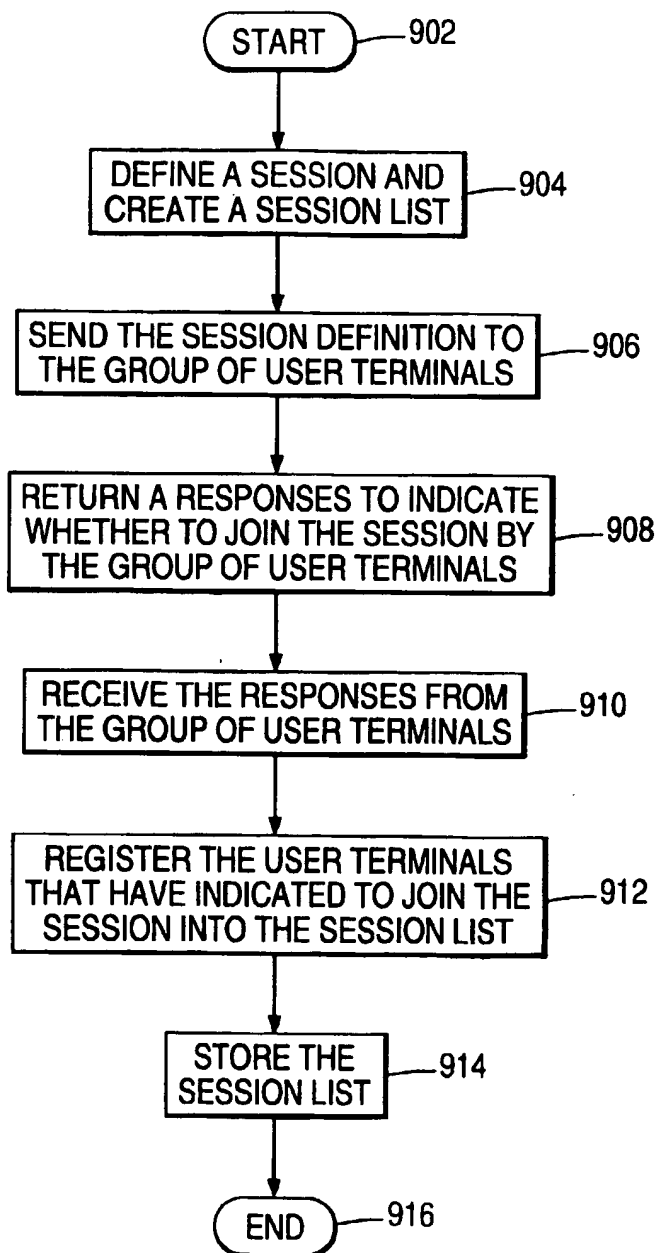 START
902
DEFINE A SESSION AND
CREATE A SESSION LIST
904
SEND THE SESSION DEFINITION TO
THE GROUP OF USER TERMINALS
906
RETURN A RESPONSES TO INDICATE
WHETHER TO JOIN THE SESSION BY
THE GROUP OF USER TERMINALS
908
RECEIVE THE RESPONSES FROM
THE GROUP OF USER TERMINALS
910
REGISTER THE USER TERMINALS
THAT HAVE INDICATED TO JOIN THE
SESSION INTO THE SESSION LIST
912
STORE THE
SESSION LIST
914
END
916